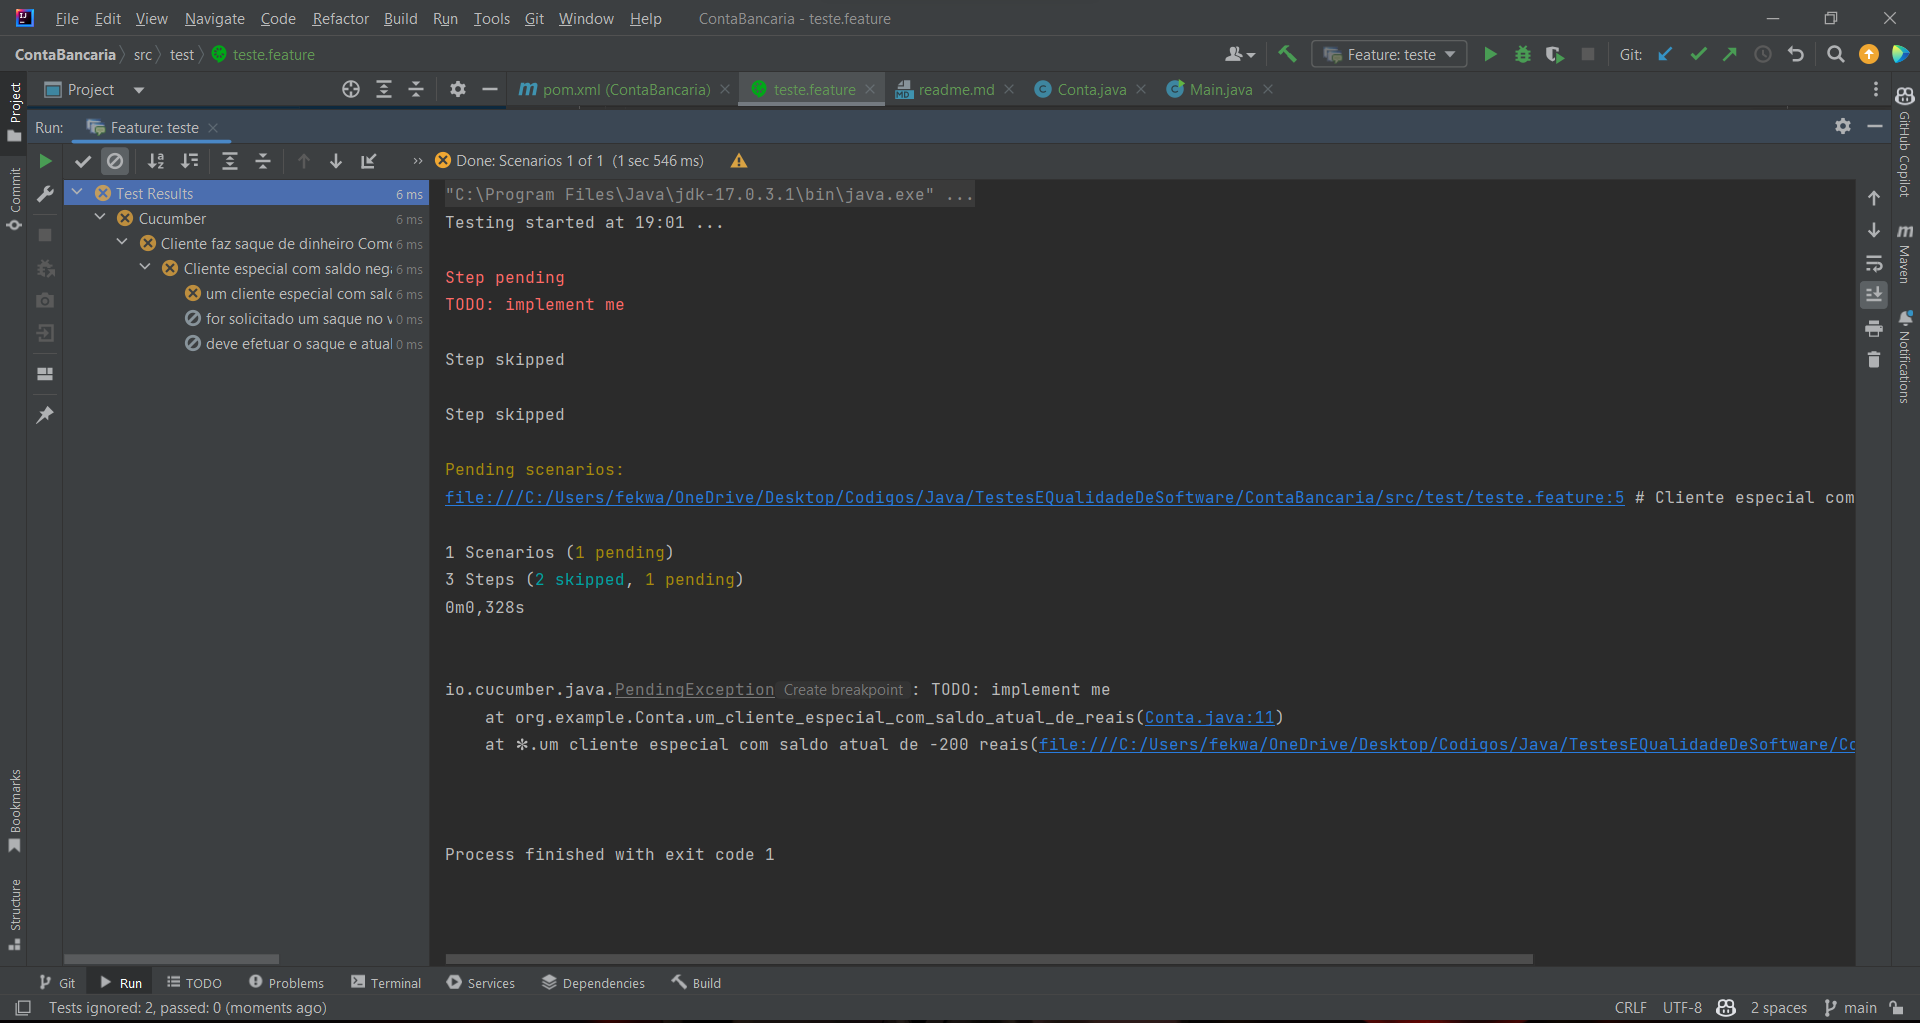 File Edit View Navigate Code Refactor Build Run Tools Git Window Help ContaBancaria - teste.feature
ContaBancaria src test teste.feature Feature: teste Git:
Project pom.xml (ContaBancaria) teste.feature readme.md Conta.java Main.java
Run: Feature: teste
Done: Scenarios 1 of 1 (1 sec 546 ms)
Test Results 6 ms
Cucumber 6 ms
Cliente faz saque de dinheiro Como 6 ms
Cliente especial com saldo neg 6 ms
um cliente especial com sald 6 ms
for solicitado um saque no v 0 ms
deve efetuar o saque e atual 0 ms
"C:\Program Files\Java\jdk-17.0.3.1\bin\java.exe" ...
Testing started at 19:01 ...
Step pending
TODO: implement me
Step skipped
Step skipped
Pending scenarios:
file:///C:/Users/fekwa/OneDrive/Desktop/Codigos/Java/TestesEQualidadeDeSoftware/ContaBancaria/src/test/teste.feature:5 # Cliente especial com
1 Scenarios (1 pending)
3 Steps (2 skipped, 1 pending)
0m0,328s
io.cucumber.java.PendingException Create breakpoint : TODO: implement me
at org.example.Conta.um_cliente_especial_com_saldo_atual_de_reais(Conta.java:11)
at ✽.um cliente especial com saldo atual de -200 reais(file:///C:/Users/fekwa/OneDrive/Desktop/Codigos/Java/TestesEQualidadeDeSoftware/Co
Process finished with exit code 1
Project
Commit
Bookmarks
Structure
GitHub Copilot
Maven
Notifications
Git Run TODO Problems Terminal Services Dependencies Build
Tests ignored: 2, passed: 0 (moments ago) CRLF UTF-8 2 spaces main